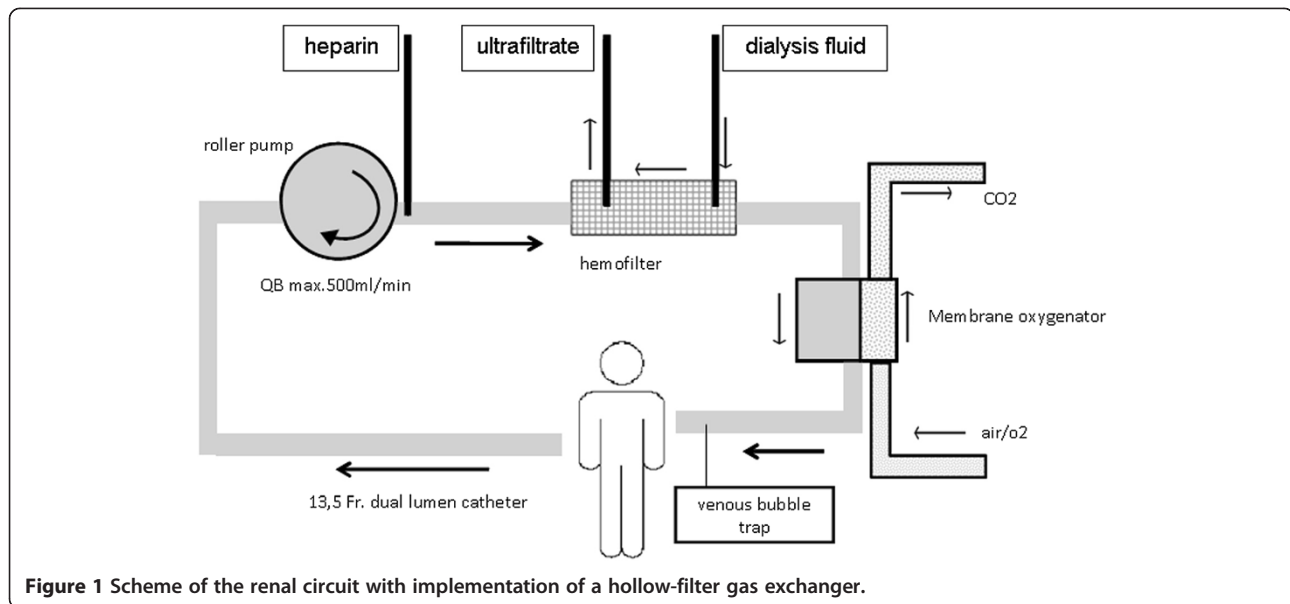 heparin
ultrafiltrate
dialysis fluid
roller pump
CO2
hemofilter
QB max.500ml/min
Membrane oxygenator
air/o2
13,5 Fr. dual lumen catheter
venous bubble
trap
Figure 1 Scheme of the renal circuit with implementation of a hollow-filter gas exchanger.